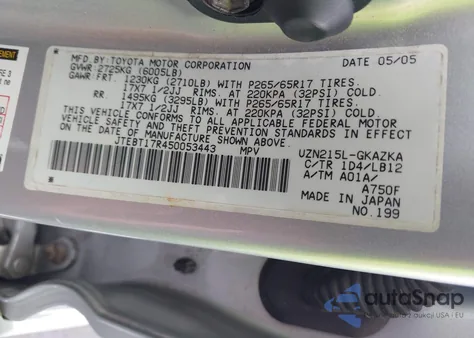 MFD.BY:TOYOTA MOTOR CORPORATION DATE 05/05
GVWR:2725KG (6005LB)
GAWR:FRT. 1230KG (2710LB) WITH P265/65R17 TIRES.
17X7 1/2JJ RIMS. AT 220KPA (32PSI) COLD.
RR. 1495KG (3295LB) WITH P265/65R17 TIRES.
17X7 1/2JJ RIMS. AT 220KPA (32PSI) COLD.
THIS VEHICLE CONFORMS TO ALL APPLICABLE FEDERAL MOTOR VEHICLE
SAFETY AND THEFT PREVENTION STANDARDS IN EFFECT
ON THE DATE OF MANUFACTURE SHOWN ABOVE.
JTEBT17R450053443 MPV
UZN215L-GKAZKA
C/TR 1D4/LB12
A/TM A01A/
A750F
MADE IN JAPAN
NO.199
autoSnap
aukcji USA i EU